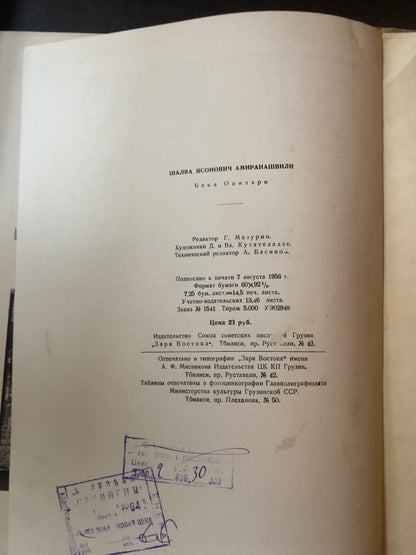 ШАЛВА ЯСОНОВИЧ АМИРАНАШВИЛИ
Бека Опизари
Редактор Г. Мазурин.
Художники Д. и Вл. Кутателадзе.
Технический редактор А. Басинов.
Подписано к печати 7 августа 1956 г.
Формат бумаги 60×92 ¹/₈.
7,25 бум. лист—14,5 печ. листа.
Учетно-издательских 13,46 листа.
Заказ № 1541 Тираж 5.000 УЭ02948
Цена 23 руб.
Издательство Союза советских писателей Грузии
„Заря Востока“, Тбилиси, пр. Руставели, № 42.
Отпечатано в типографии „Заря Востока“ имени
А. Ф. Мясникова Издательства ЦК КП Грузии.
Тбилиси, пр. Руставели, № 42.
Таблицы отпечатаны в фотоцинкографии Главполиграфиздата
Министерства культуры Грузинской ССР.
Тбилиси, пр. Плеханова, № 50.
30
НОВАЯ ЦЕНА